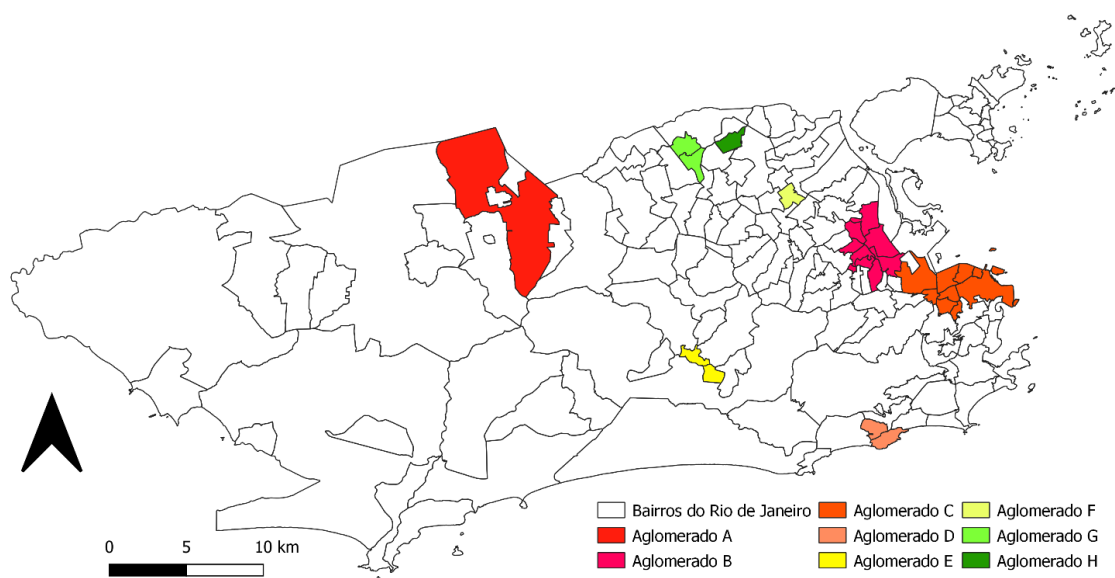 Bairros do Rio de Janeiro
Aglomerado A
Aglomerado B
Aglomerado C
Aglomerado D
Aglomerado E
Aglomerado F
Aglomerado G
Aglomerado H
0 5 10 km